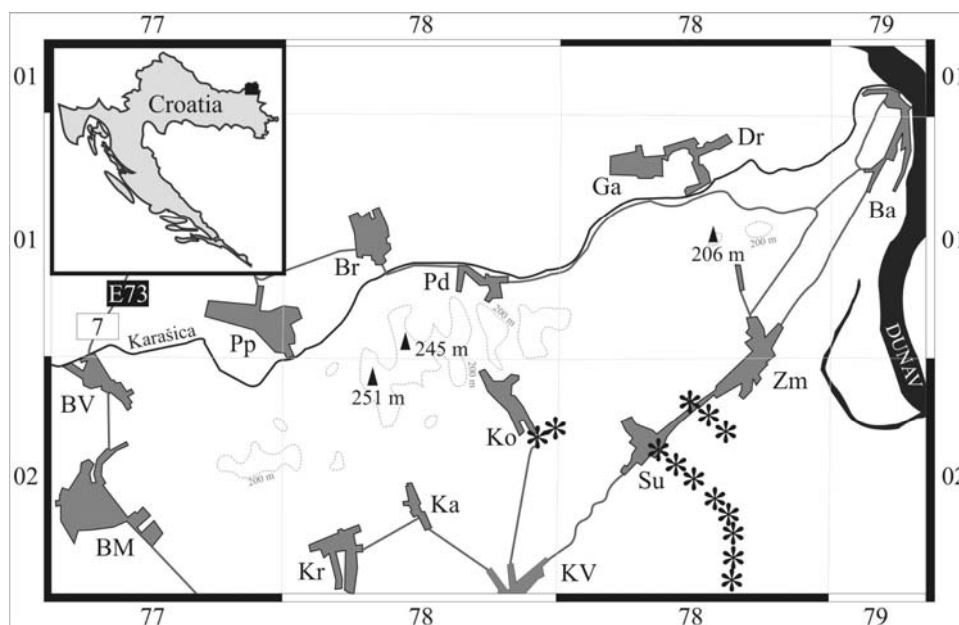 77 78 78 79
01 01
Croatia
Dr
Ga
Ba
01
200 m
206 m
Br
Pd
E73
7
Karašica
Pp
200 m
245 m
DUNAV
251 m
200 m
Zm
BV
Ko
200 m
02 02
Su
Ka
BM
Kr
KV
77 78 78 79